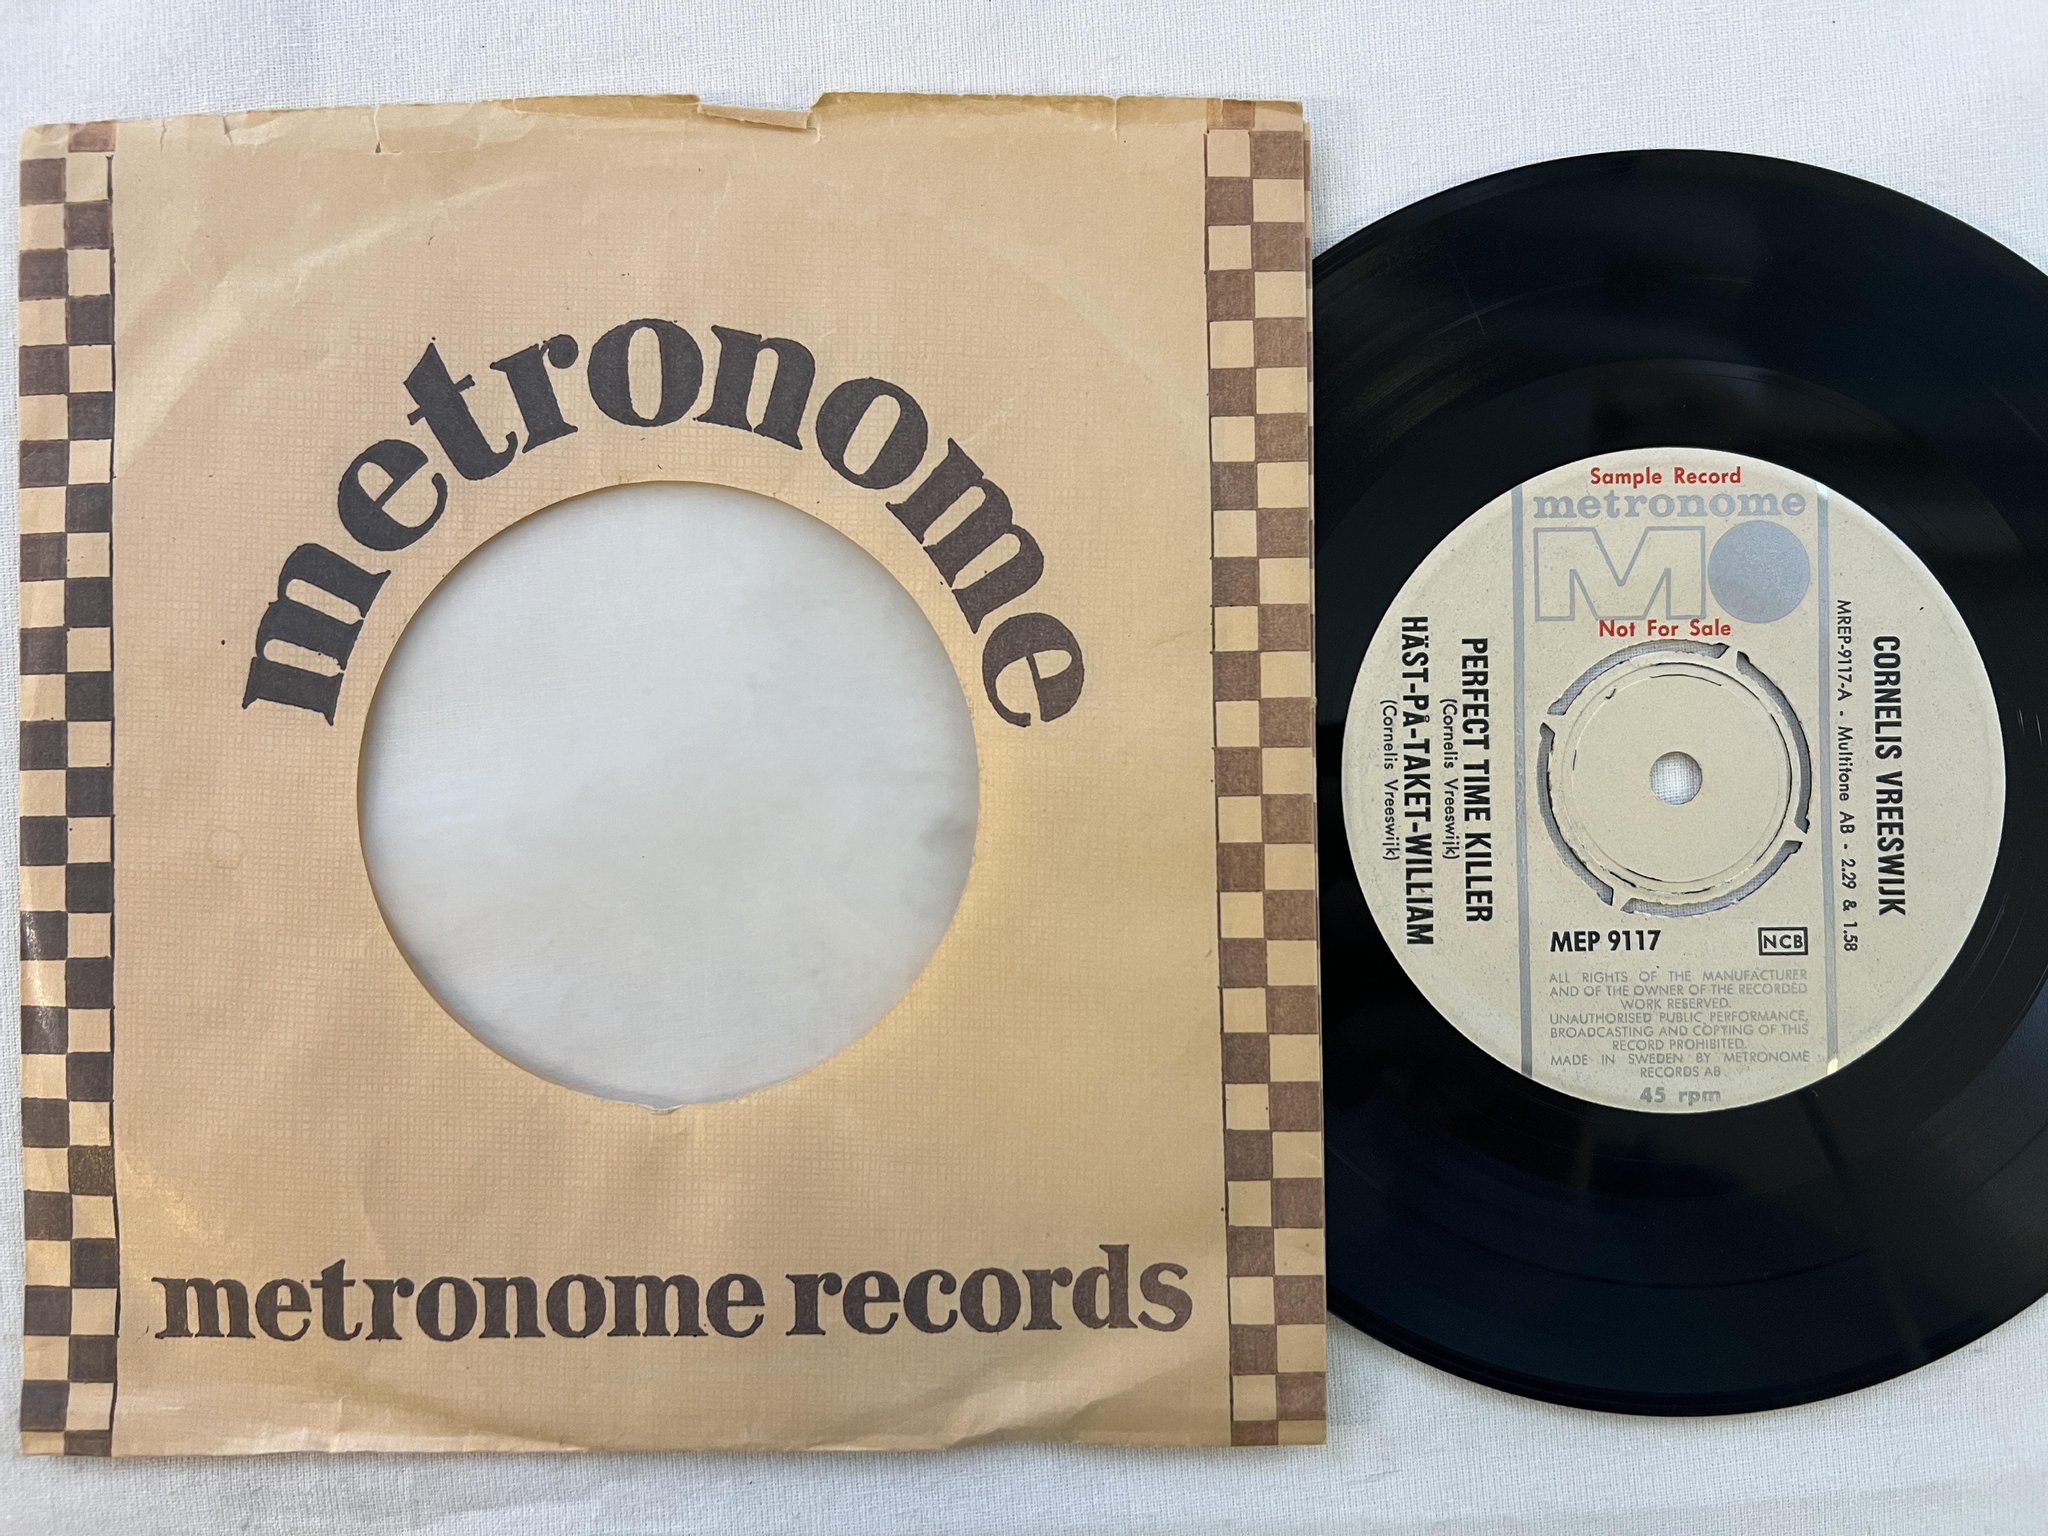 metronome
metronome records
Sample Record
metronome
M
Not For Sale
CORNELIS VREESWIJK
MREP-9117-A - Multitone AB - 2.29 & 1.58
PERFECT TIME KILLER
(Cornelis Vreeswijk)
HÄST-PÅ-TAKET-WILLIAM
(Cornelis Vreeswijk)
MEP 9117
NCB
ALL RIGHTS OF THE MANUFACTURER
AND OF THE OWNER OF THE RECORDED
WORK RESERVED.
UNAUTHORISED PUBLIC PERFORMANCE,
BROADCASTING AND COPYING OF THIS
RECORD PROHIBITED.
MADE IN SWEDEN BY METRONOME
RECORDS AB
45 rpm